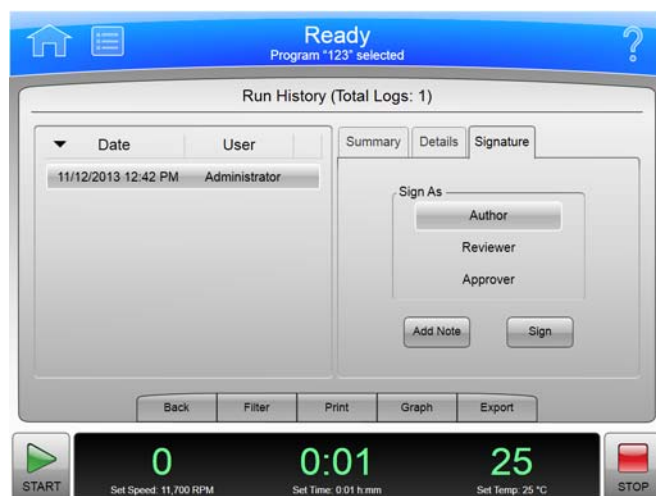 Ready
Program "123" selected
?
Run History (Total Logs: 1)
Date User
11/12/2013 12:42 PM Administrator
Summary Details Signature
Sign As
Author
Reviewer
Approver
Add Note Sign
Back Filter Print Graph Export
START
0 0:01 25
Set Speed: 11,700 RPM Set Time: 0:01 h:mm Set Temp: 25 °C
STOP